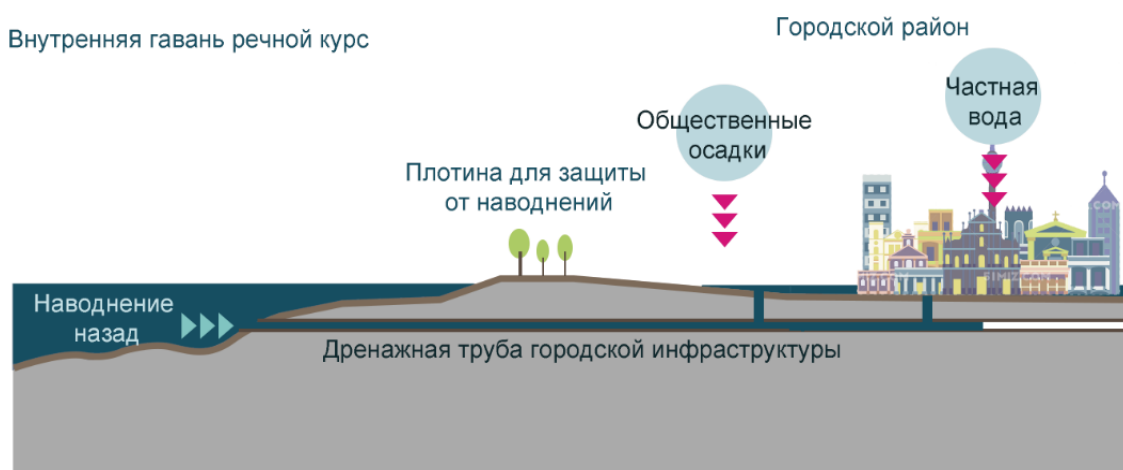 Внутренняя гавань речной курс
Городской район
Частная
вода
Общественные
осадки
Плотина для защиты
от наводнений
Наводнение
назад
Дренажная труба городской инфраструктуры